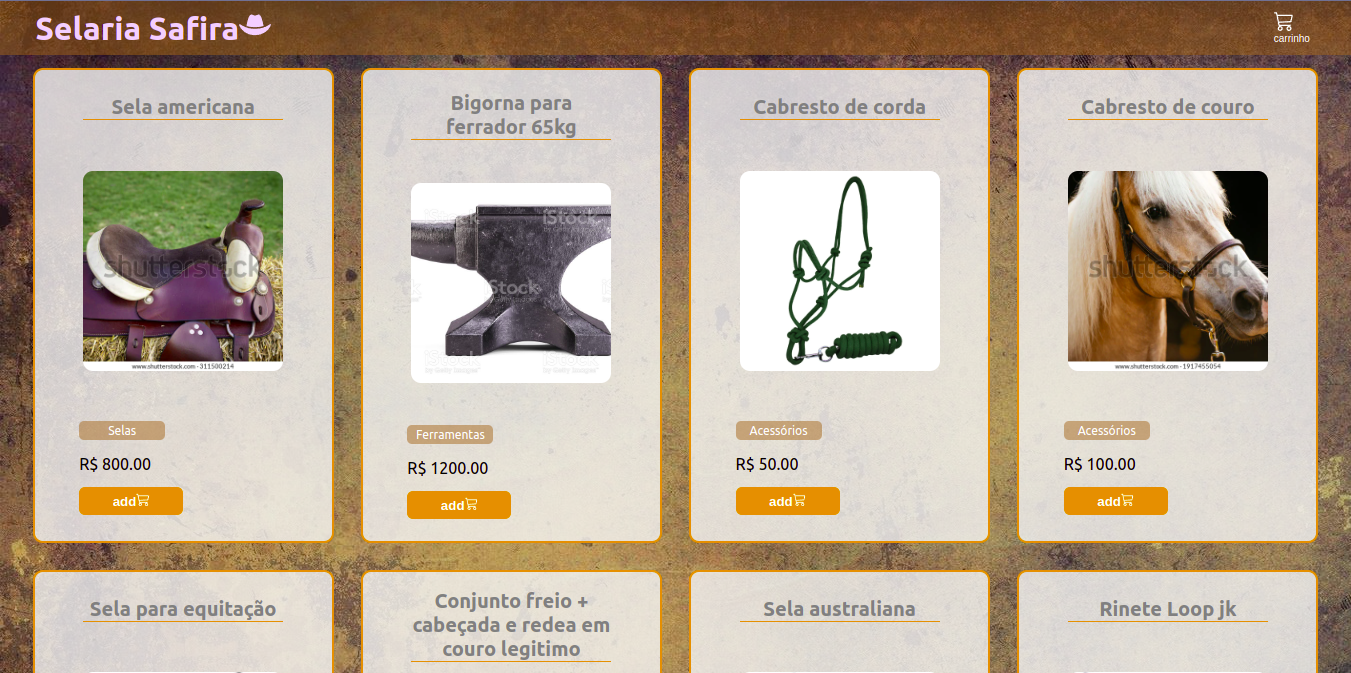 Selaria Safira
carrinho
Sela americana
shutterstock
www.shutterstock.com · 311500214
Selas
R$ 800.00
add
Bigorna para
ferrador 65kg
iStock
iStock
Ferramentas
R$ 1200.00
add
Cabresto de corda
Acessórios
R$ 50.00
add
Cabresto de couro
shutterstock
www.shutterstock.com · 1917455054
Acessórios
R$ 100.00
add
Sela para equitação
Conjunto freio +
cabeçada e redea em
couro legitimo
Sela australiana
Rinete Loop jk